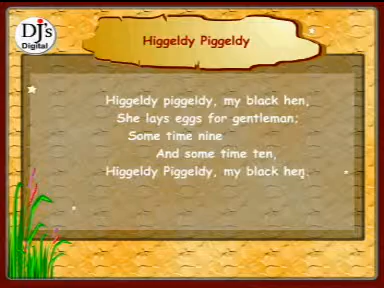 Dj's
Digital
Higgeldy Piggeldy
Higgeldy piggeldy, my black hen,
She lays eggs for gentleman;
Some time nine
And some time ten,
Higgeldy Piggeldy, my black hen.